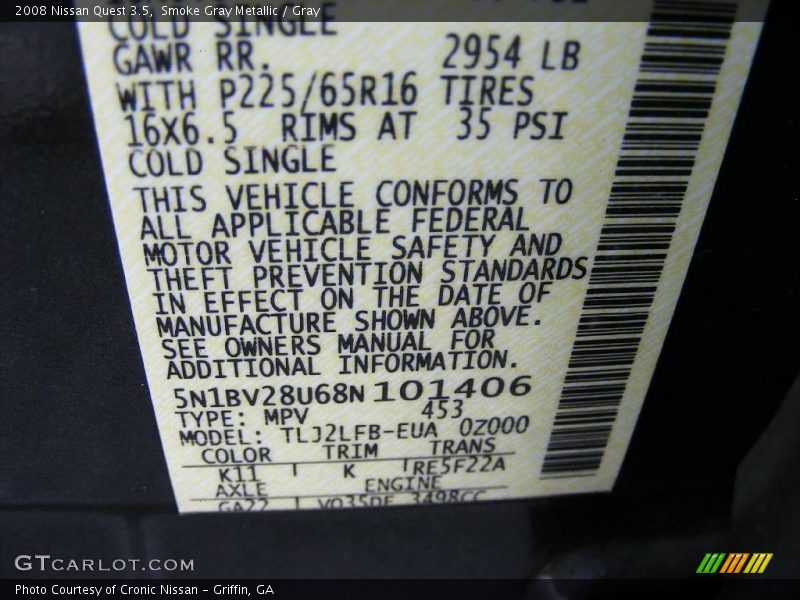 2008 Nissan Quest 3.5, Smoke Gray Metallic / Gray
COLD SINGLE
GAWR RR. 2954 LB
WITH P225/65R16 TIRES
16X6.5 RIMS AT 35 PSI
COLD SINGLE
THIS VEHICLE CONFORMS TO
ALL APPLICABLE FEDERAL
MOTOR VEHICLE SAFETY AND
THEFT PREVENTION STANDARDS
IN EFFECT ON THE DATE OF
MANUFACTURE SHOWN ABOVE.
SEE OWNERS MANUAL FOR
ADDITIONAL INFORMATION.
5N1BV28U68N101406
TYPE: MPV 453
MODEL: TLJ2LFB-EUA 0Z000
COLOR TRIM TRANS
K11 K RE5F22A
AXLE ENGINE
GA22 VQ35DE 3498CC
GTCARLOT.COM
Photo Courtesy of Cronic Nissan - Griffin, GA